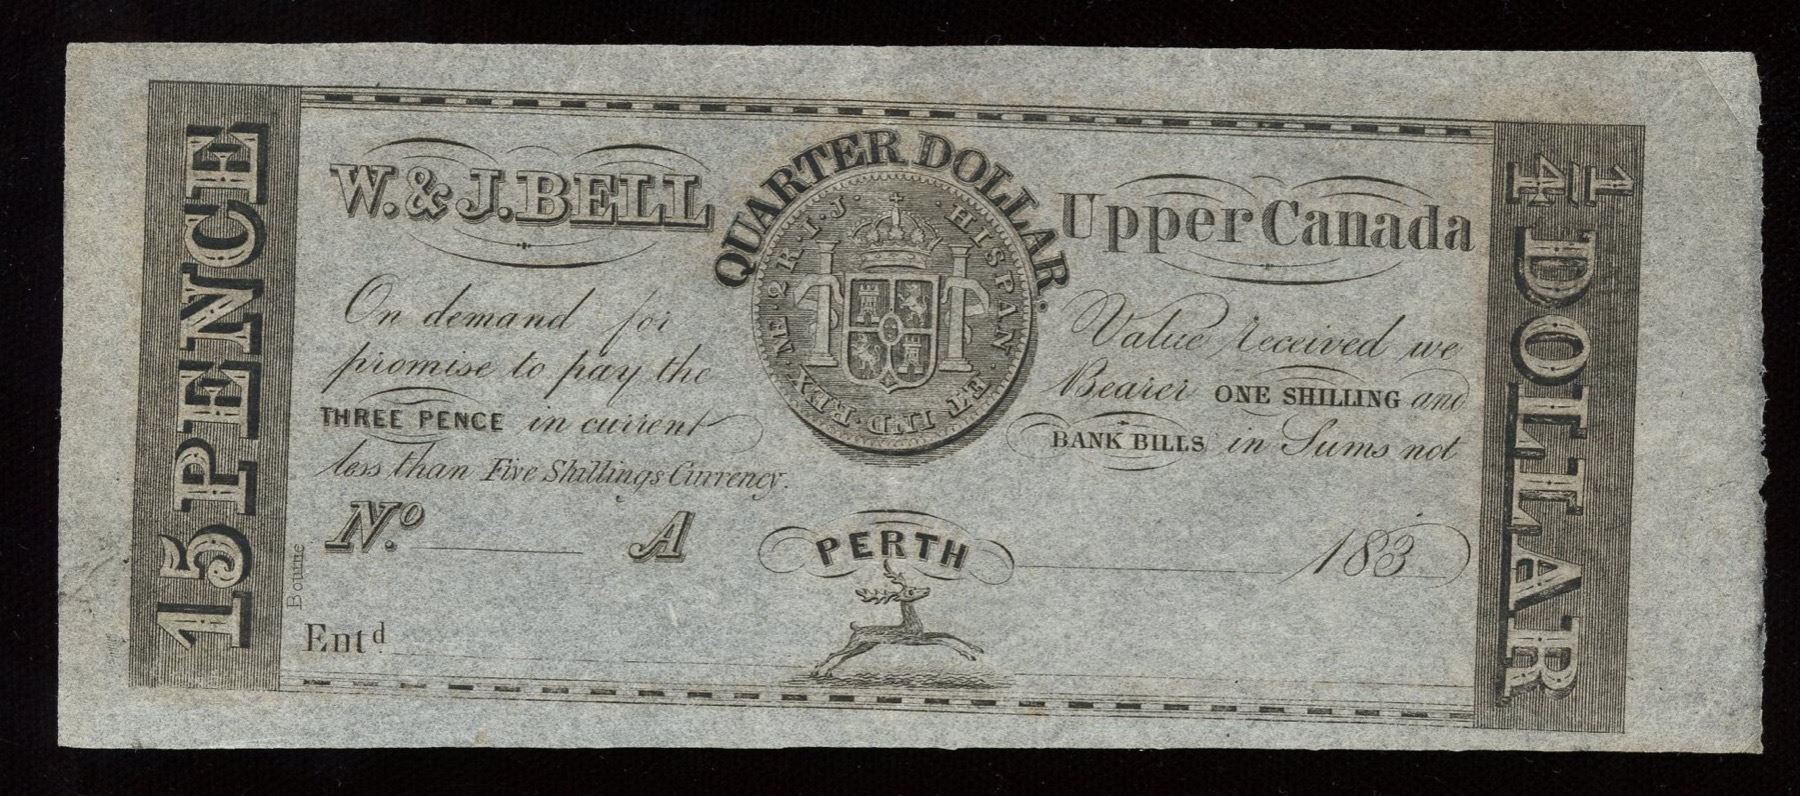 15 PENCE
W. & J. BELL
QUARTER DOLLAR.
Upper Canada
ME · 2 R · I · J · HISPAN · ET IND · REX
On demand for Value received we
promise to pay the Bearer ONE SHILLING and
THREE PENCE in current BANK BILLS in Sums not
less than Five Shillings Currency.
No. A PERTH 183
Bourne
Entd
1/4 DOLLAR